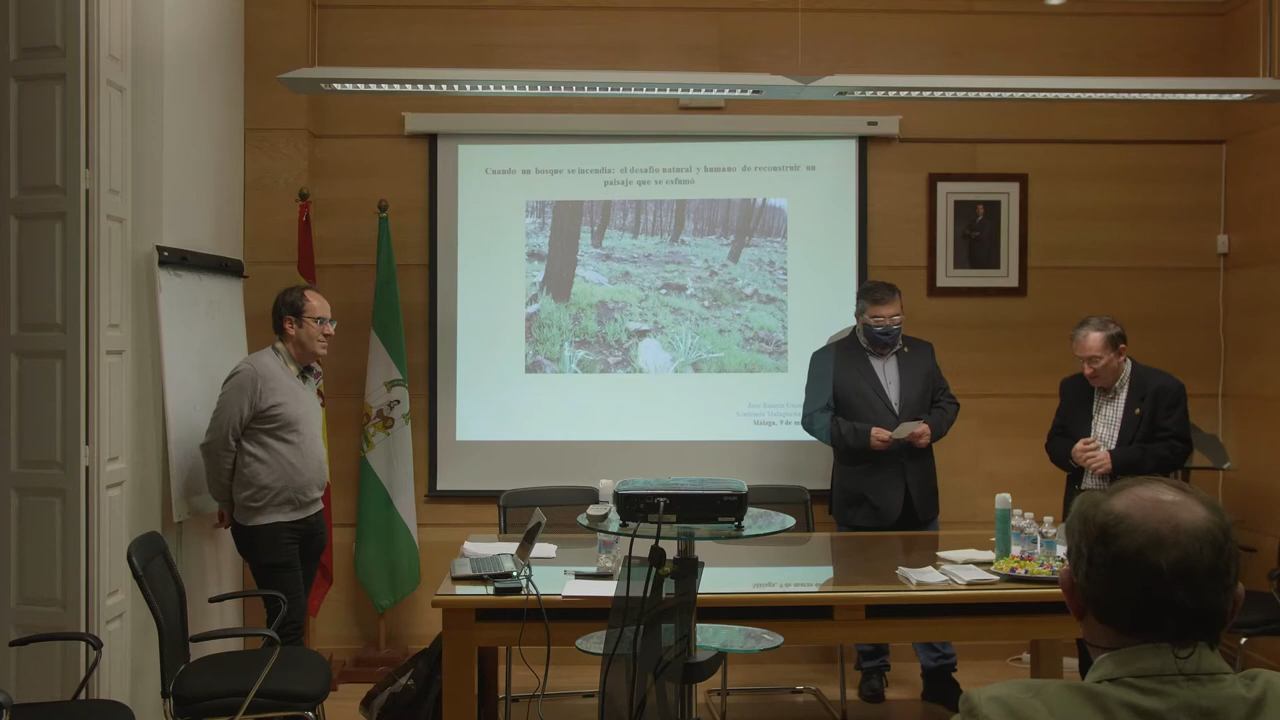 Cuando un bosque se incendia: el desafío natural y humano de reconstruir un
paisaje que se esfumó
Málaga, 9 de